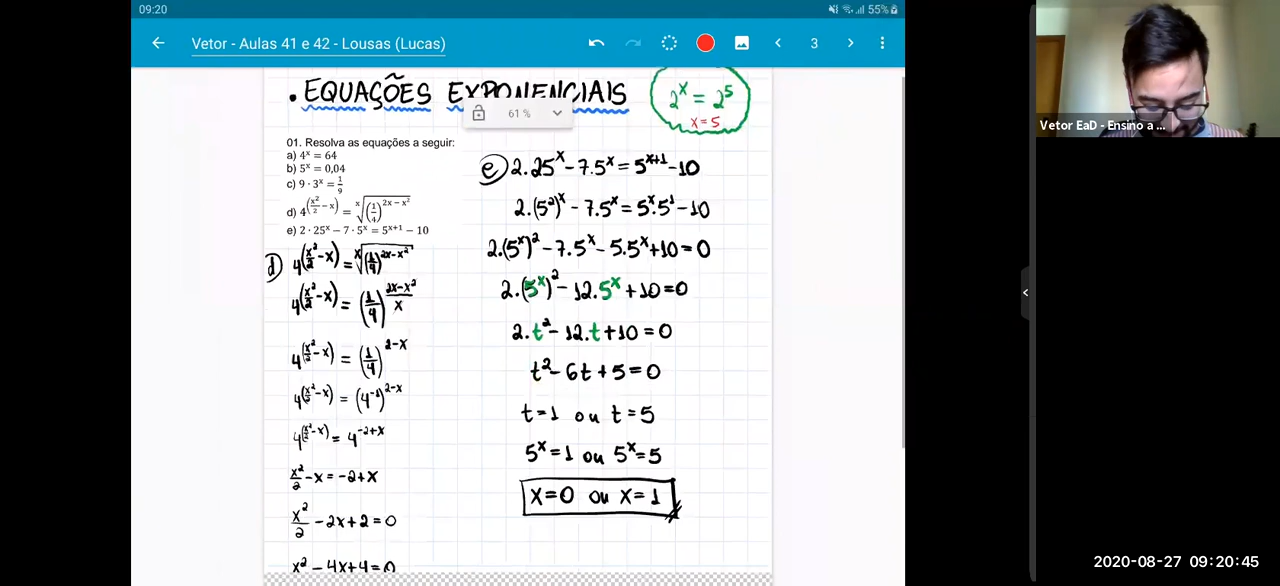 09:20
55%
Vetor - Aulas 41 e 42 - Lousas (Lucas)
3
. EQUAÇÕES EXPONENCIAIS
2^x = 2^5
x = 5
61 %
01. Resolva as equações a seguir:
a) 4^x = 64
b) 5^x = 0,04
c) 9 · 3^x = 1/9
d) 4^(x²/2 − x) = ˣ√((1/4)^(2x − x²))
e) 2 · 25^x − 7 · 5^x = 5^(x+1) − 10
d) 4^(x²/2 - x) = ˣ√((1/4)^(2x-x²))
4^(x²/2 - x) = (1/4)^((2x-x²)/x)
4^(x²/2 - x) = (1/4)^(2-x)
4^(x²/2 - x) = (4^-1)^(2-x)
4^(x²/2 - x) = 4^(-2+x)
x²/2 - x = -2+x
x²/2 - 2x + 2 = 0
x² - 4x + 4 = 0
e) 2.25^x - 7.5^x = 5^(x+1) - 10
2.(5²)^x - 7.5^x = 5^x.5^1 - 10
2.(5^x)² - 7.5^x - 5.5^x + 10 = 0
2.(5^x)² - 12.5^x + 10 = 0
2.t² - 12.t + 10 = 0
t² - 6t + 5 = 0
t = 1 ou t = 5
5^x = 1 ou 5^x = 5
x = 0 ou x = 1
Vetor EaD - Ensino a ...
2020-08-27 09:20:45